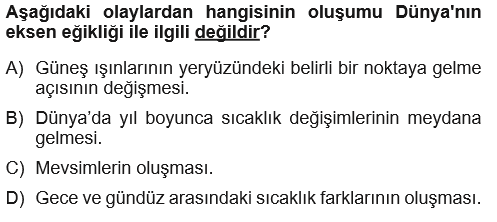 Aşağıdaki olaylardan hangisinin oluşumu Dünya'nın
eksen eğikliği ile ilgili değildir?
A) Güneş ışınlarının yeryüzündeki belirli bir noktaya gelme
açısının değişmesi.
B) Dünya'da yıl boyunca sıcaklık değişimlerinin meydana
gelmesi.
C) Mevsimlerin oluşması.
D) Gece ve gündüz arasındaki sıcaklık farklarının oluşması.